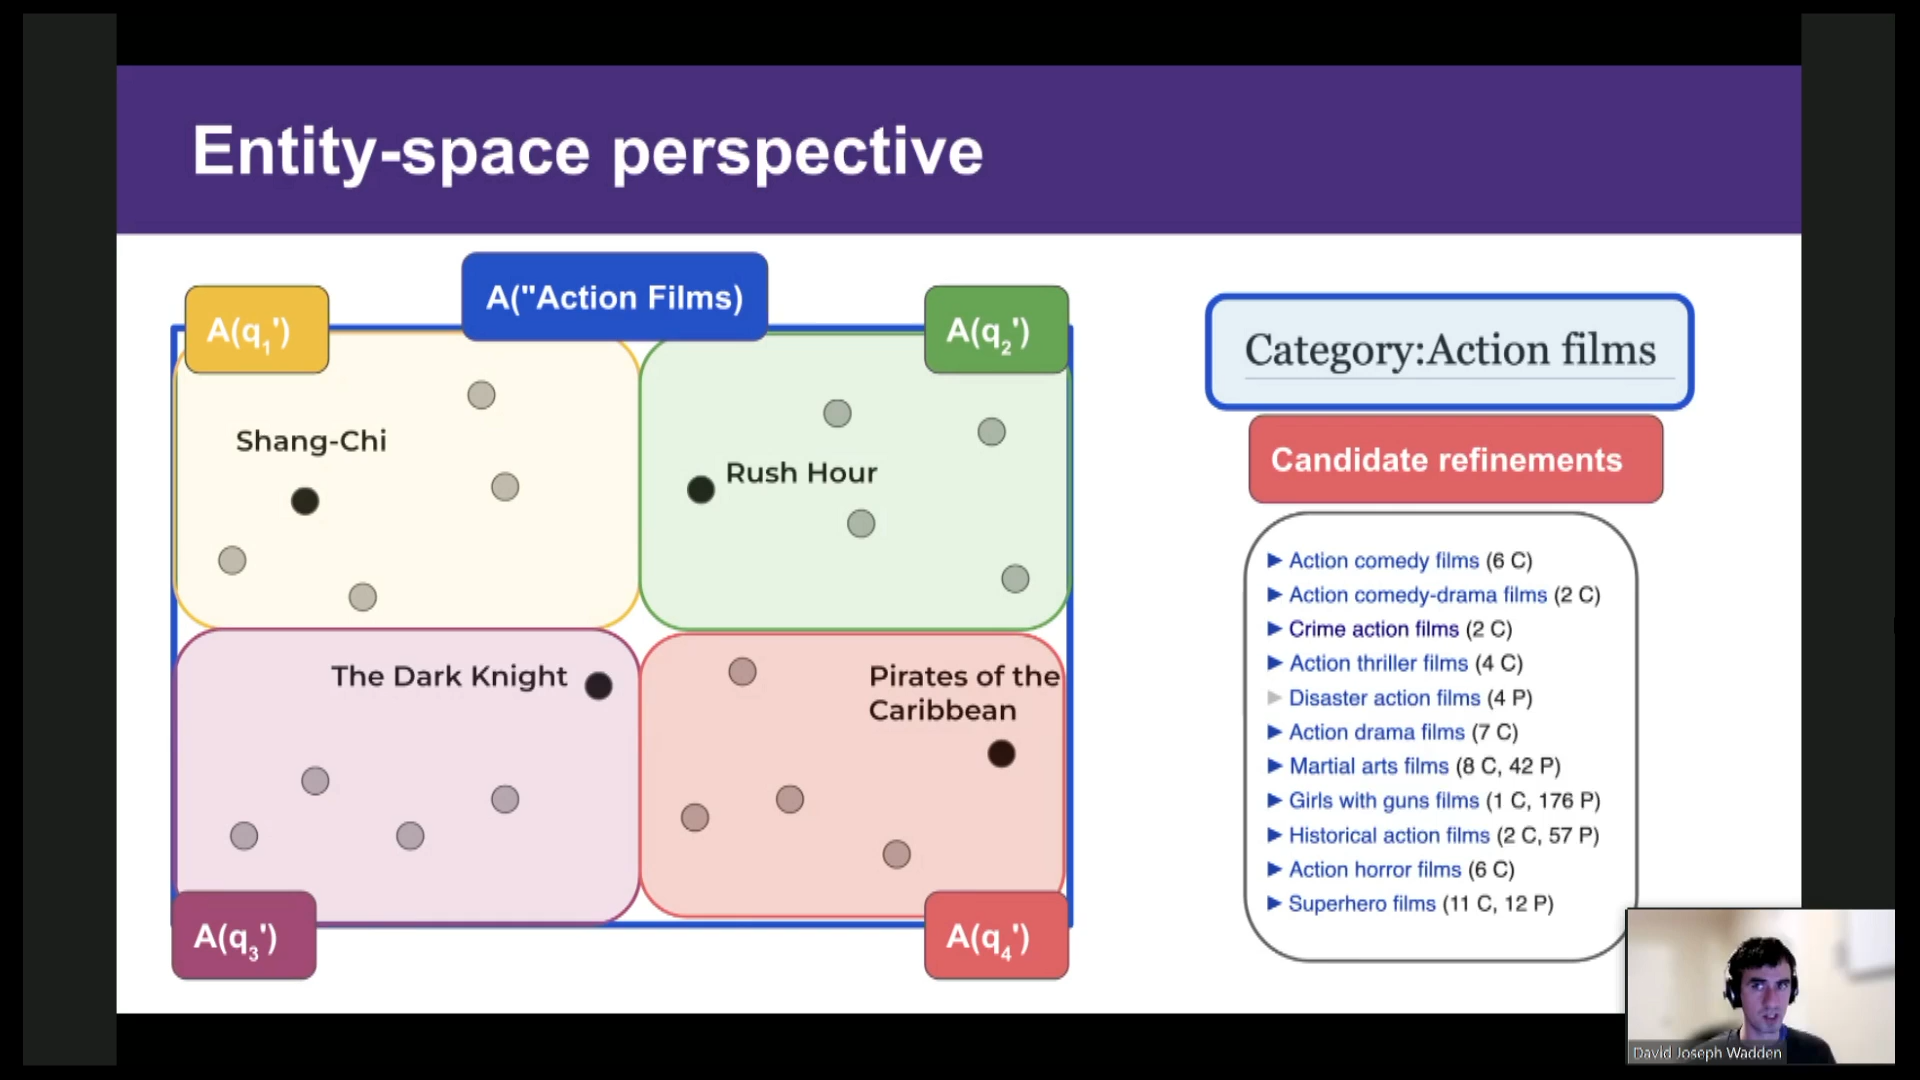 Entity-space perspective
A("Action Films)
A(q1')
A(q2')
Shang-Chi
Rush Hour
The Dark Knight
Pirates of the
Caribbean
A(q3')
A(q4')
Category:Action films
Candidate refinements
► Action comedy films (6 C)
► Action comedy-drama films (2 C)
► Crime action films (2 C)
► Action thriller films (4 C)
► Disaster action films (4 P)
► Action drama films (7 C)
► Martial arts films (8 C, 42 P)
► Girls with guns films (1 C, 176 P)
► Historical action films (2 C, 57 P)
► Action horror films (6 C)
► Superhero films (11 C, 12 P)
David Joseph Wadden